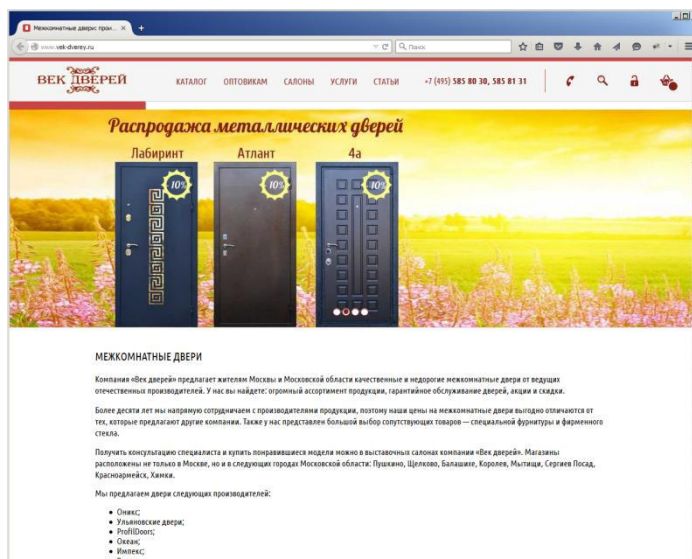 Межкомнатные двери: прои...
www.vek-dverey.ru
Поиск
ВЕК ДВЕРЕЙ
КАТАЛОГ ОПТОВИКАМ САЛОНЫ УСЛУГИ СТАТЬИ +7 (495) 585 80 30, 585 81 31
Распродажа металлических дверей
Лабиринт Атлант 4а
10% 10% 10%
МЕЖКОМНАТНЫЕ ДВЕРИ
Компания «Век дверей» предлагает жителям Москвы и Московской области качественные и недорогие межкомнатные двери от ведущих
отечественных производителей. У нас вы найдете: огромный ассортимент продукции, гарантийное обслуживание дверей, акции и скидки.
Более десяти лет мы напрямую сотрудничаем с производителями продукции, поэтому наши цены на межкомнатные двери выгодно отличаются от
тех, которые предлагают другие компании. Также у нас представлен большой выбор сопутствующих товаров — специальной фурнитуры и фирменного
стекла.
Получить консультацию специалиста и купить понравившиеся модели можно в выставочных салонах компании «Век дверей». Магазины
расположены не только в Москве, но и в следующих городах Московской области: Пушкино, Щелково, Балашихе, Королев, Мытищи, Сергиев Посад,
Красноармейск, Химки.
Мы предлагаем двери следующих производителей:
Оникс;
Ульяновские двери;
ProfilDoors;
Океан;
Импекс;